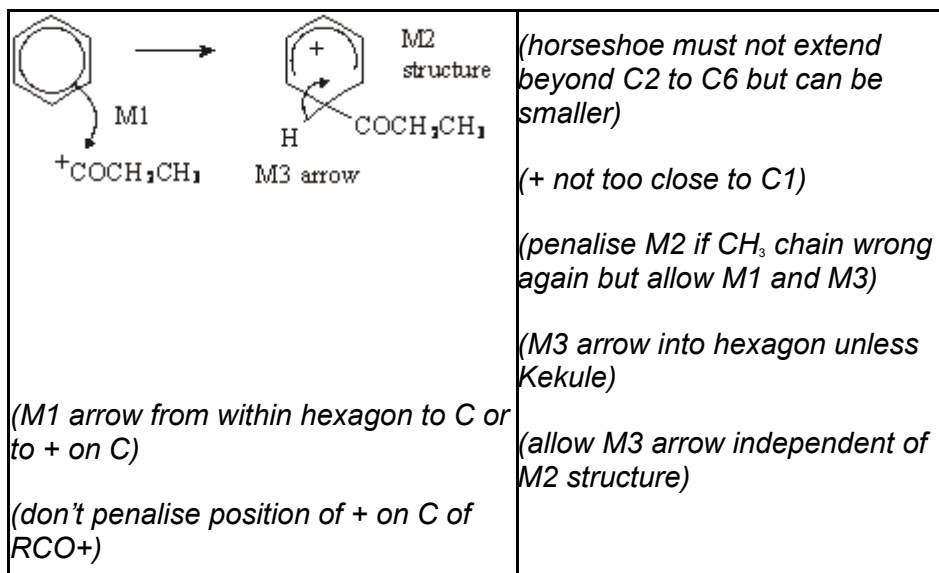 +
M2
structure
M1
H
COCH₂CH₃
+COCH₂CH₃
M3 arrow
(M1 arrow from within hexagon to C or
to + on C)
(don’t penalise position of + on C of
RCO+)
(horseshoe must not extend
beyond C2 to C6 but can be
smaller)
(+ not too close to C1)
(penalise M2 if CH₃ chain wrong
again but allow M1 and M3)
(M3 arrow into hexagon unless
Kekule)
(allow M3 arrow independent of
M2 structure)